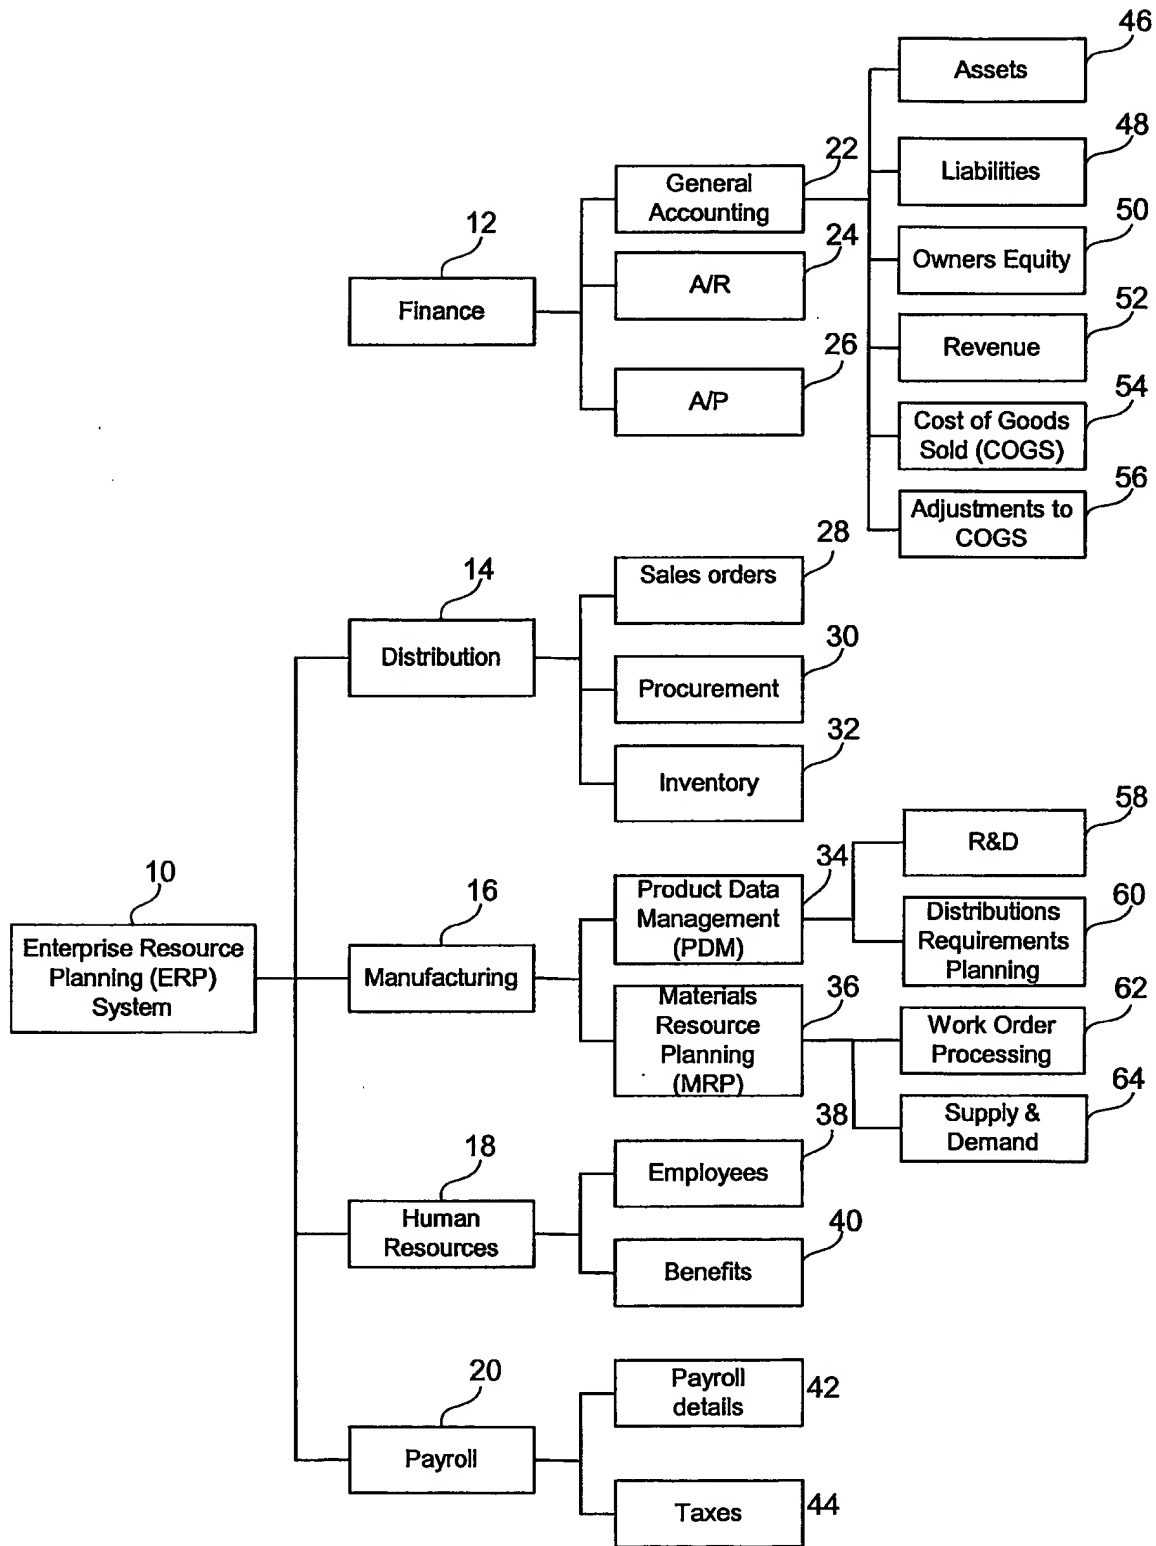 46
Assets
48
Liabilities
22
General
Accounting
50
Owners Equity
12
Finance
24
A/R
52
Revenue
26
A/P
54
Cost of Goods
Sold (COGS)
56
Adjustments to
COGS
28
Sales orders
14
Distribution
30
Procurement
32
Inventory
58
R&D
10
Enterprise Resource
Planning (ERP)
System
16
Manufacturing
34
Product Data
Management
(PDM)
60
Distributions
Requirements
Planning
36
Materials
Resource
Planning
(MRP)
62
Work Order
Processing
64
Supply &
Demand
38
Employees
18
Human
Resources
40
Benefits
20
Payroll
Payroll
details
42
Taxes
44